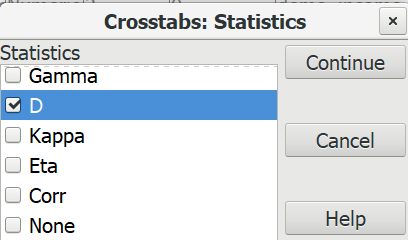 Crosstabs: Statistics
Statistics
Gamma
D
Kappa
Eta
Corr
None
Continue
Cancel
Help